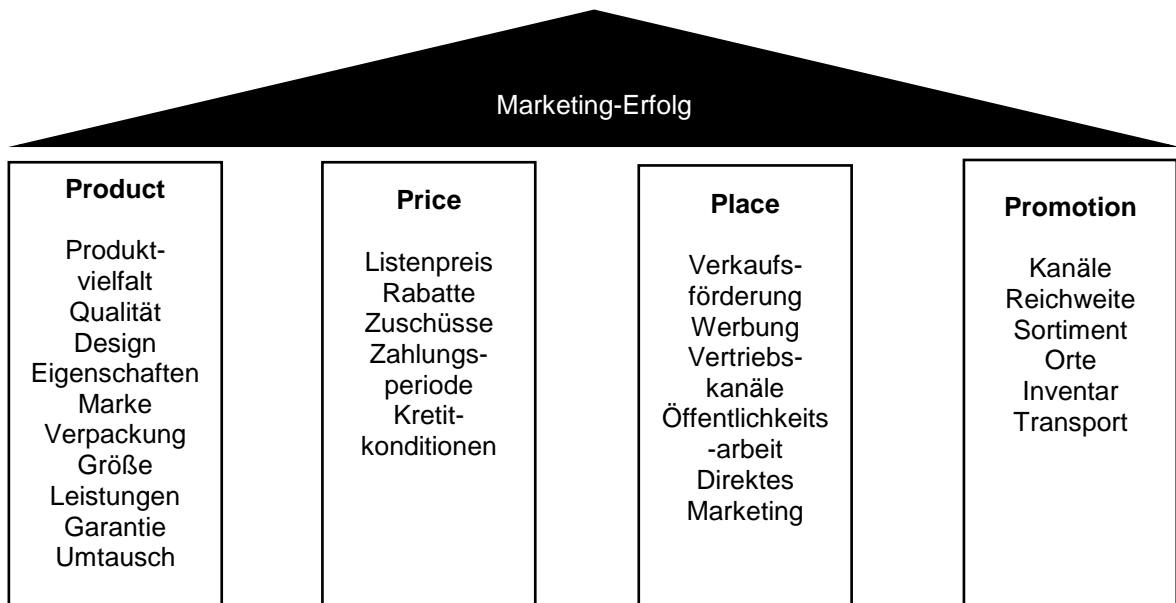 Marketing-Erfolg
Product
Produkt-
vielfalt
Qualität
Design
Eigenschaften
Marke
Verpackung
Größe
Leistungen
Garantie
Umtausch
Price
Listenpreis
Rabatte
Zuschüsse
Zahlungs-
periode
Kretit-
konditionen
Place
Verkaufs-
förderung
Werbung
Vertriebs-
kanäle
Öffentlichkeits
-arbeit
Direktes
Marketing
Promotion
Kanäle
Reichweite
Sortiment
Orte
Inventar
Transport